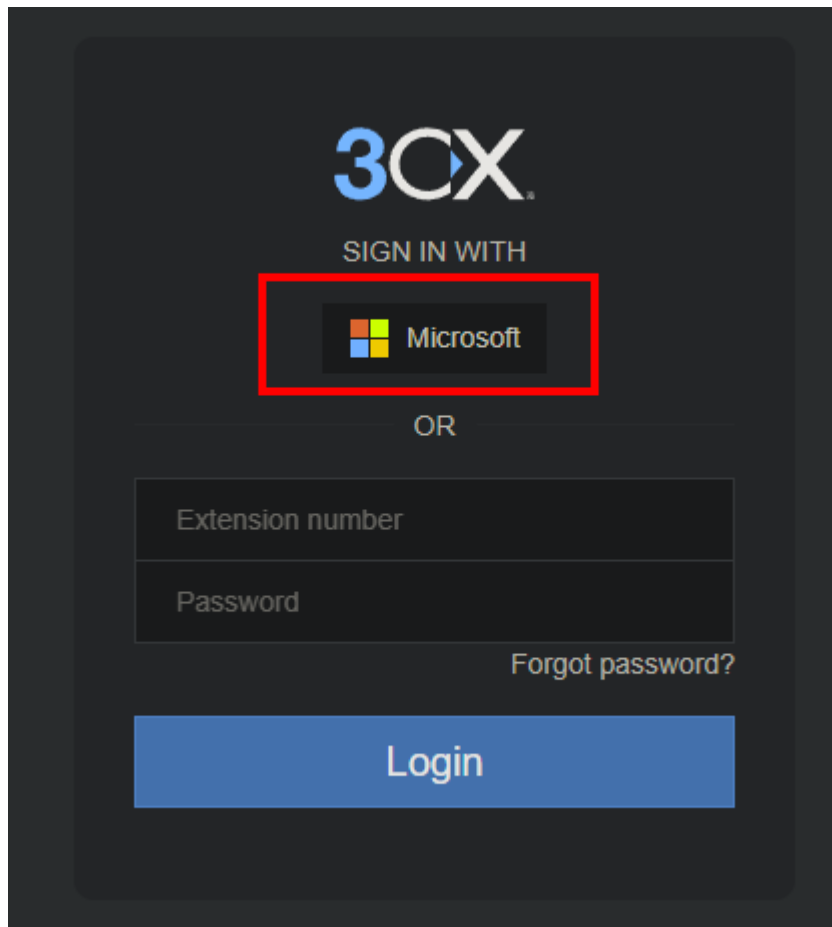 3CX
SIGN IN WITH
Microsoft
OR
Extension number
Password
Forgot password?
Login